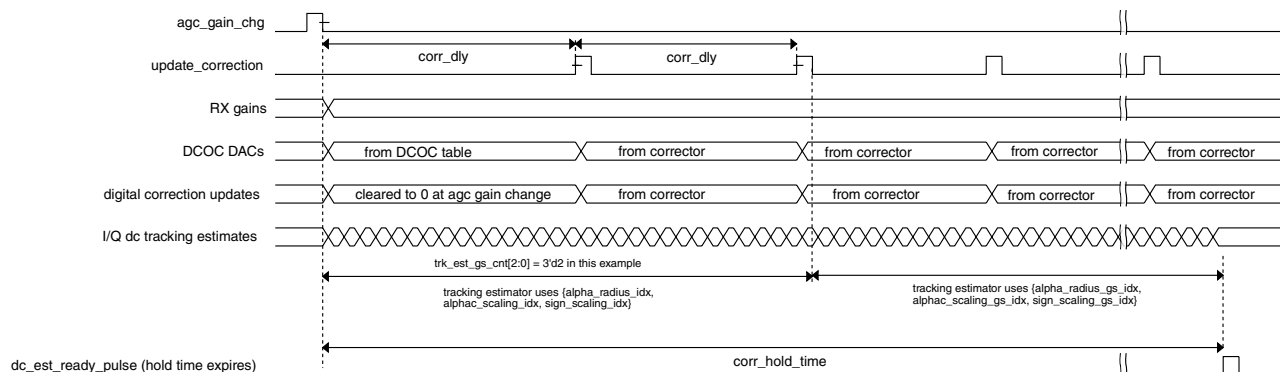 agc_gain_chg
corr_dly
corr_dly
update_correction
RX gains
DCOC DACs
from DCOC table
from corrector
from corrector
from corrector
from corrector
digital correction updates
cleared to 0 at agc gain change
from corrector
from corrector
from corrector
from corrector
I/Q dc tracking estimates
trk_est_gs_cnt[2:0] = 3'd2 in this example
tracking estimator uses {alpha_radius_idx,
alphac_scaling_idx, sign_scaling_idx}
tracking estimator uses {alpha_radius_gs_idx,
alphac_scaling_gs_idx, sign_scaling_gs_idx}
corr_hold_time
dc_est_ready_pulse (hold time expires)